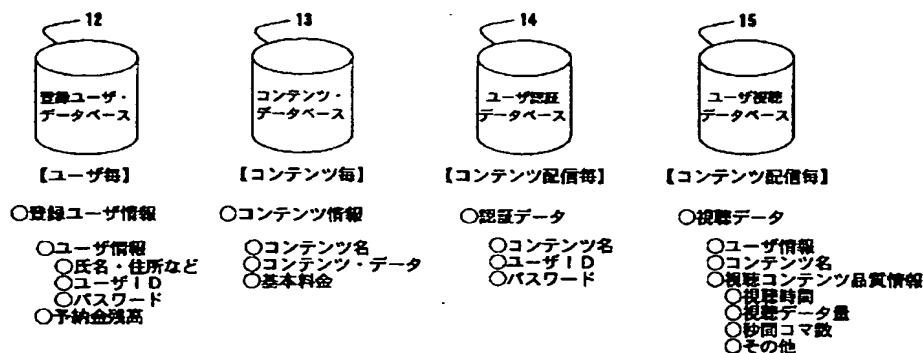 12
13
14
15
登録ユーザ・
データベース
コンテンツ・
データベース
ユーザ認証
データベース
ユーザ視聴
データベース
【ユーザ毎】
【コンテンツ毎】
【コンテンツ配信毎】
【コンテンツ配信毎】
○登録ユーザ情報
○ユーザ情報
○氏名・住所など
○ユーザID
○パスワード
○予納金残高
○コンテンツ情報
○コンテンツ名
○コンテンツ・データ
○基本料金
○認証データ
○コンテンツ名
○ユーザID
○パスワード
○視聴データ
○ユーザ情報
○コンテンツ名
○視聴コンテンツ品質情報
○視聴時間
○視聴データ量
○秒間コマ数
○その他